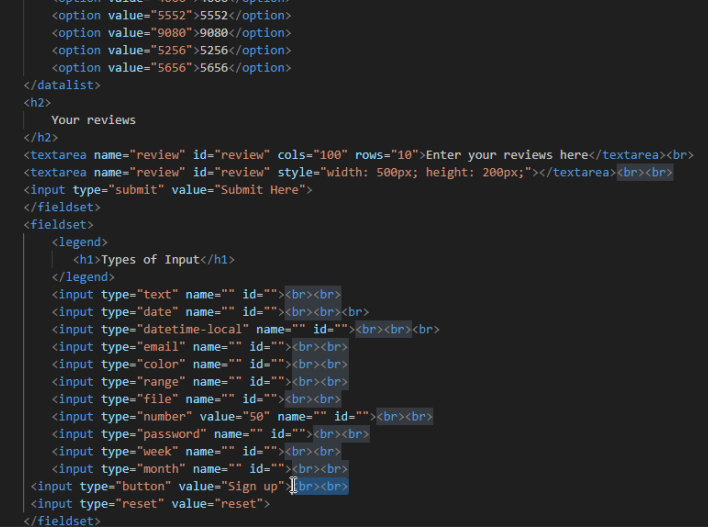 <option value="5552">5552</option>
<option value="9080">9080</option>
<option value="5256">5256</option>
<option value="5656">5656</option>
</datalist>
<h2>
Your reviews
</h2>
<textarea name="review" id="review" cols="100" rows="10">Enter your reviews here</textarea><br>
<textarea name="review" id="review" style="width: 500px; height: 200px;"></textarea><br><br>
<input type="submit" value="Submit Here">
</fieldset>
<fieldset>
<legend>
<h1>Types of Input</h1>
</legend>
<input type="text" name="" id=""><br><br>
<input type="date" name="" id=""><br><br><br>
<input type="datetime-local" name="" id=""><br><br><br>
<input type="email" name="" id=""><br><br>
<input type="color" name="" id=""><br><br>
<input type="range" name="" id=""><br><br>
<input type="file" name="" id=""><br><br>
<input type="number" value="50" name="" id=""><br><br>
<input type="password" name="" id=""><br><br>
<input type="week" name="" id=""><br><br>
<input type="month" name="" id=""><br><br>
<input type="button" value="Sign up"><br><br>
<input type="reset" value="reset">
</fieldset>